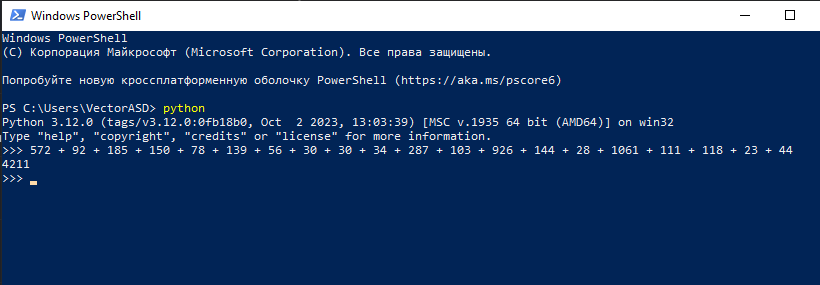 Windows PowerShell
Windows PowerShell
(C) Корпорация Майкрософт (Microsoft Corporation). Все права защищены.
Попробуйте новую кроссплатформенную оболочку PowerShell (https://aka.ms/pscore6)
PS C:\Users\VectorASD> python
Python 3.12.0 (tags/v3.12.0:0fb18b0, Oct  2 2023, 13:03:39) [MSC v.1935 64 bit (AMD64)] on win32
Type "help", "copyright", "credits" or "license" for more information.
>>> 572 + 92 + 185 + 150 + 78 + 139 + 56 + 30 + 30 + 34 + 287 + 103 + 926 + 144 + 28 + 1061 + 111 + 118 + 23 + 44
4211
>>>